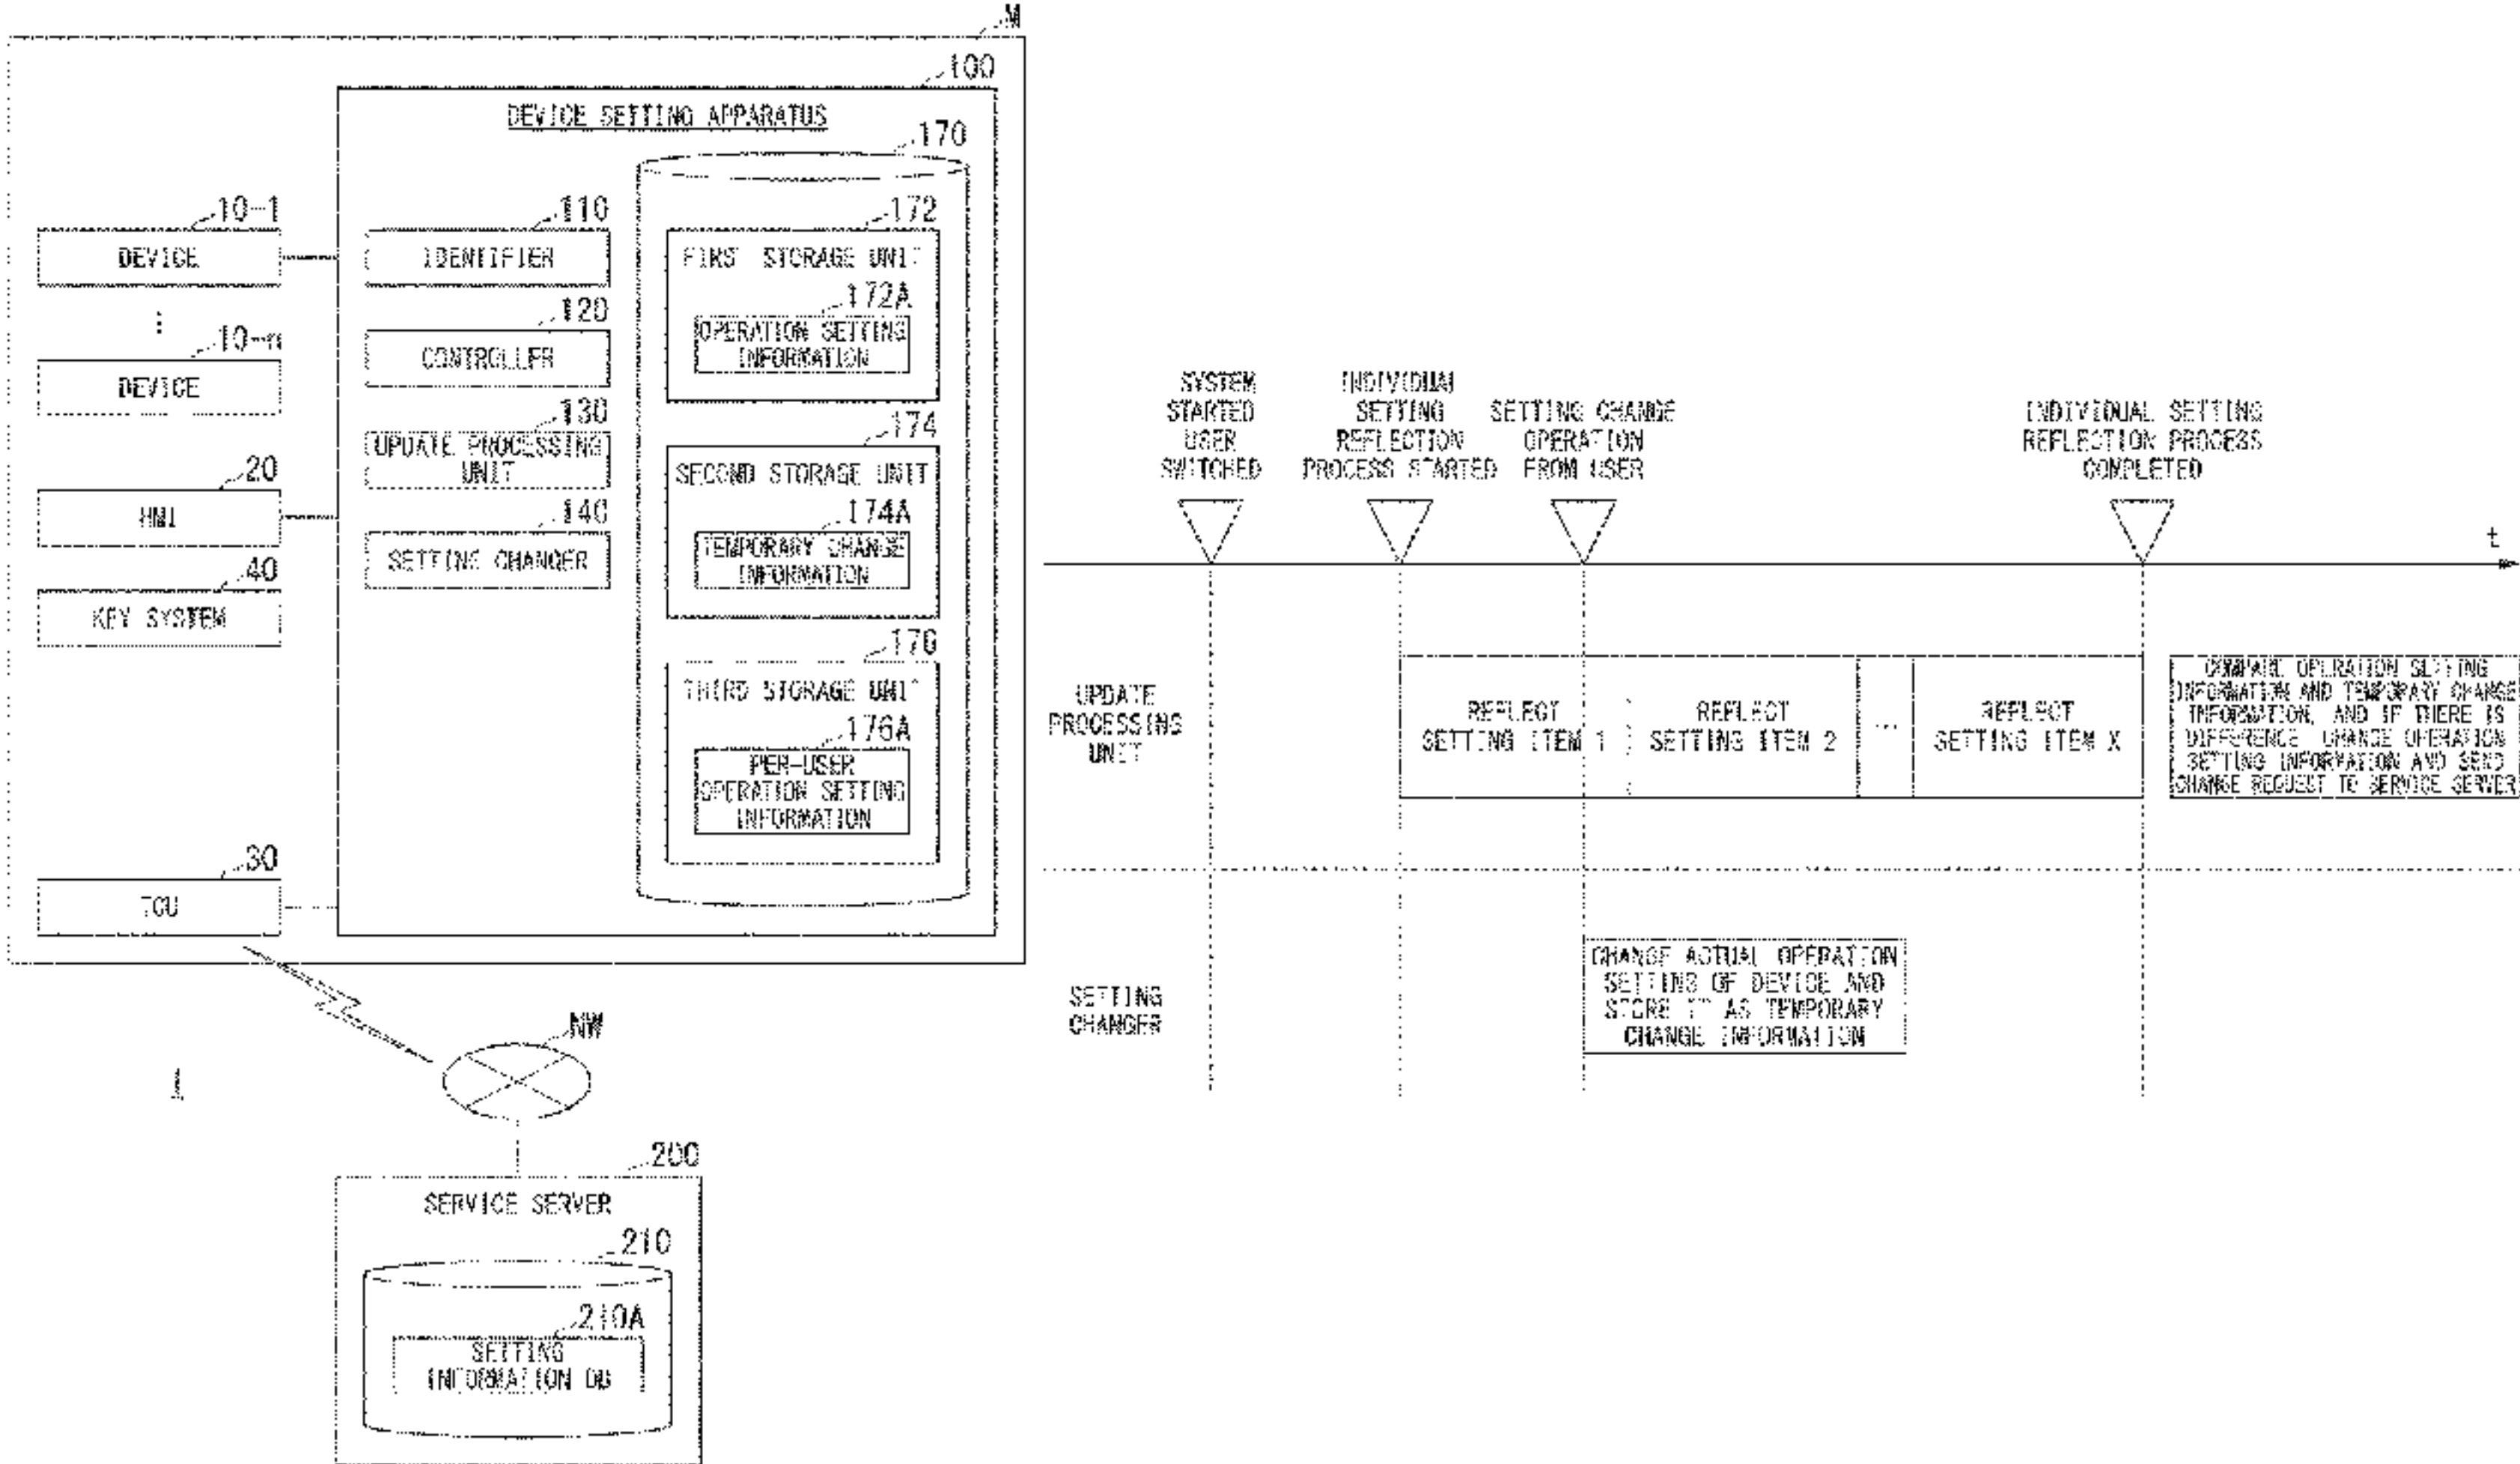 M
100
DEVICE SETTING APPARATUS
170
10-1
DEVICE
10-n
DEVICE
20
HMI
40
KEY SYSTEM
30
TCU
110
IDENTIFIER
120
CONTROLLER
130
UPDATE PROCESSING
UNIT
140
SETTING CHANGER
172
FIRST STORAGE UNIT
172A
OPERATION SETTING
INFORMATION
174
SECOND STORAGE UNIT
174A
TEMPORARY CHANGE
INFORMATION
176
THIRD STORAGE UNIT
176A
PER-USER
OPERATION SETTING
INFORMATION
NW
1
200
SERVICE SERVER
210
210A
SETTING
INFORMATION DB
SYSTEM
STARTED
USER
SWITCHED
INDIVIDUAL
SETTING
REFLECTION
PROCESS STARTED
SETTING CHANGE
OPERATION
FROM USER
INDIVIDUAL SETTING
REFLECTION PROCESS
COMPLETED
t
UPDATE
PROCESSING
UNIT
REFLECT
SETTING ITEM 1
REFLECT
SETTING ITEM 2
...
REFLECT
SETTING ITEM X
COMPARE OPERATION SETTING
INFORMATION AND TEMPORARY CHANGE
INFORMATION, AND IF THERE IS
DIFFERENCE, CHANGE OPERATION
SETTING INFORMATION AND SEND
CHANGE REQUEST TO SERVICE SERVER
SETTING
CHANGER
CHANGE ACTUAL OPERATION
SETTING OF DEVICE AND
STORE IT AS TEMPORARY
CHANGE INFORMATION